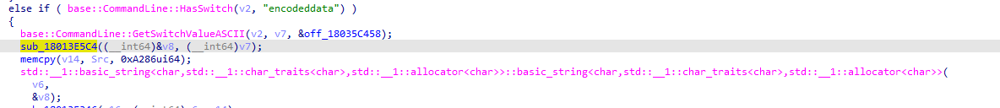 else if ( base::CommandLine::HasSwitch(v2, "encodeddata") )
{
base::CommandLine::GetSwitchValueASCII(v2, v7, &off_18035C458);
sub_18013E5C4((__int64)&v8, (__int64)v7);
memcpy(v14, Src, 0xA286ui64);
std::__1::basic_string<char,std::__1::char_traits<char>,std::__1::allocator<char>>::basic_string<char,std::__1::char_traits<char>,std::__1::allocator<char>>(
v6,
&v8);